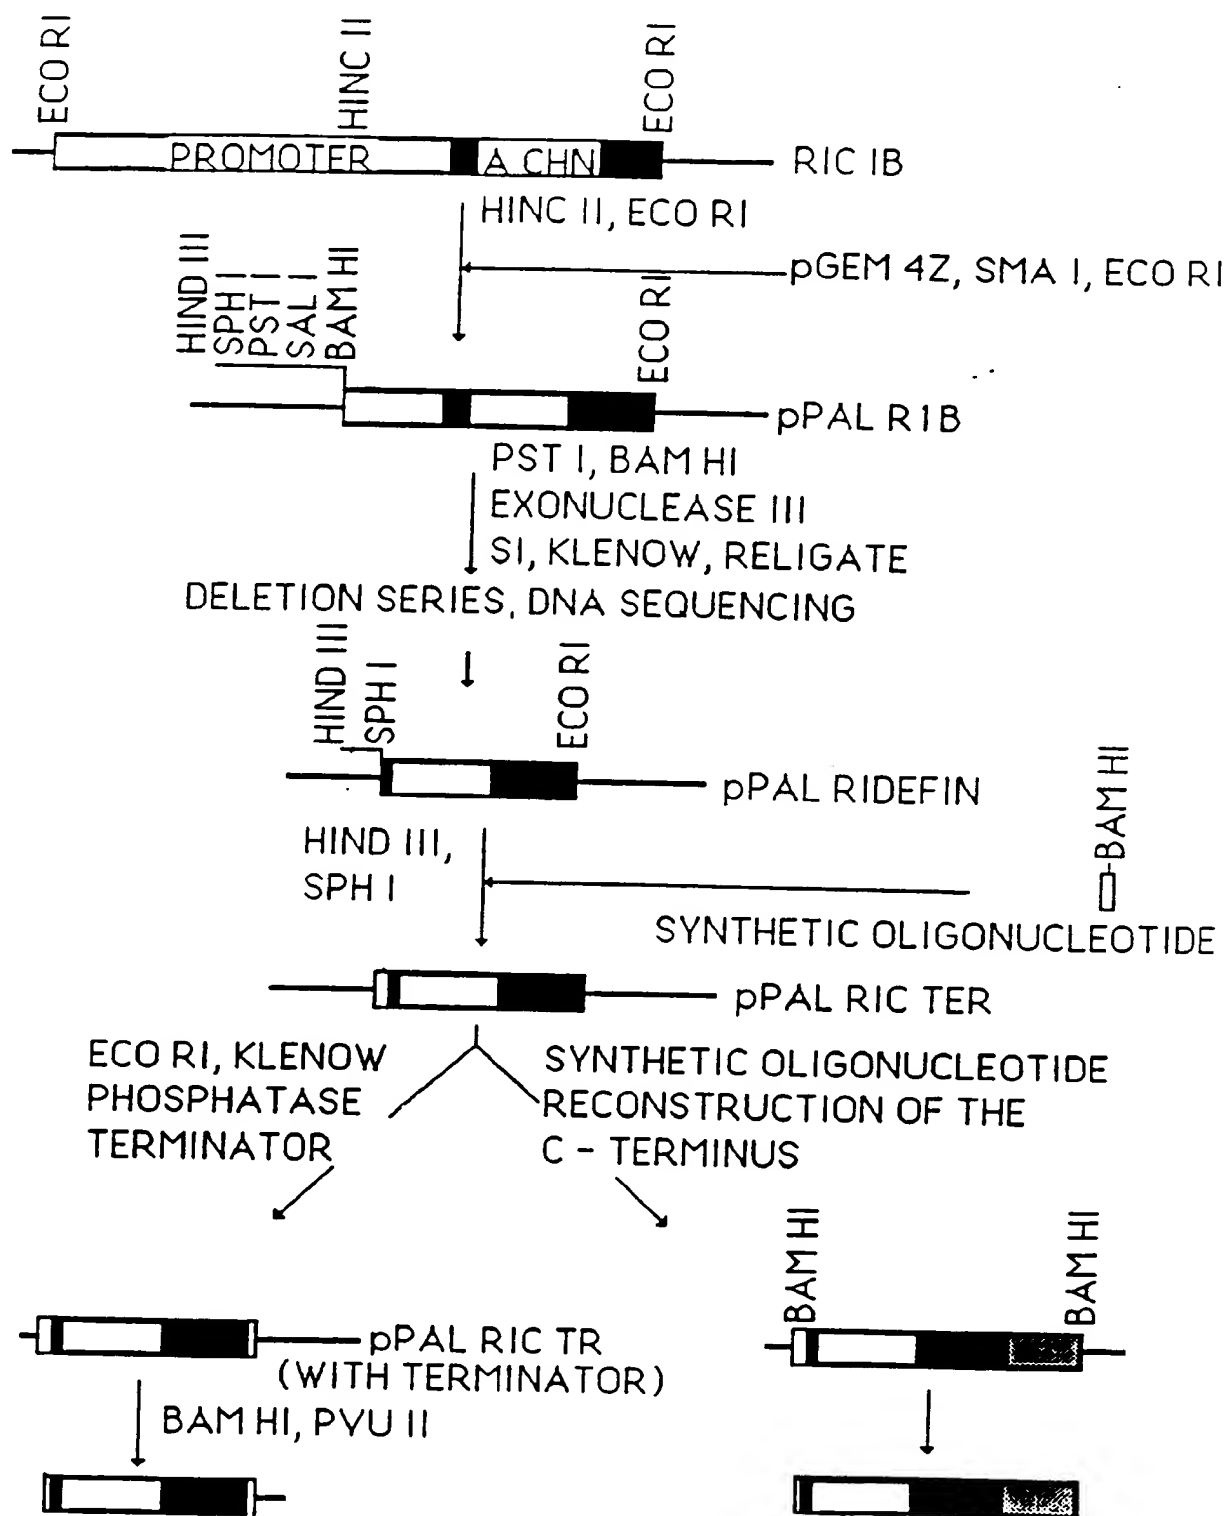 ECO RI
HINC II
ECO RI
PROMOTER
A CHN
RIC IB
HINC II, ECO RI
pGEM 4Z, SMA I, ECO RI
HIND III
SPH I
PST I
SAL I
BAM HI
ECO RI
pPAL R1B
PST I, BAM HI
EXONUCLEASE III
SI, KLENOW, RELIGATE
DELETION SERIES, DNA SEQUENCING
HIND III
SPH I
ECO RI
pPAL RIDEFIN
BAM HI
HIND III,
SPH I
SYNTHETIC OLIGONUCLEOTIDE
pPAL RIC TER
ECO RI, KLENOW
PHOSPHATASE
TERMINATOR
SYNTHETIC OLIGONUCLEOTIDE
RECONSTRUCTION OF THE
C - TERMINUS
BAM HI
BAM HI
pPAL RIC TR
(WITH TERMINATOR)
BAM HI, PVU II